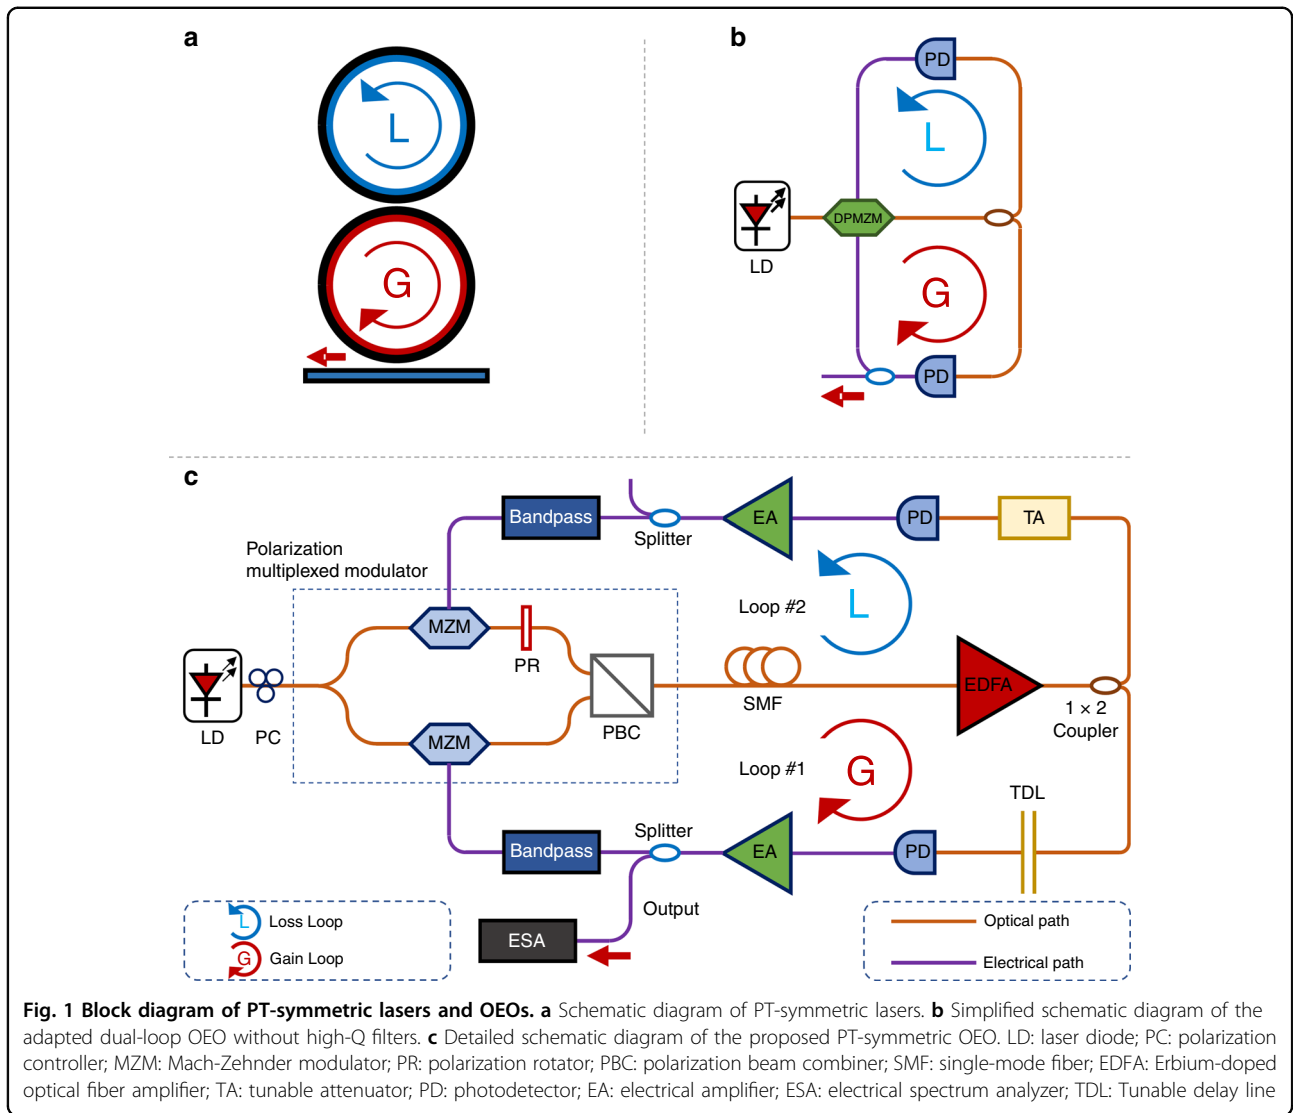 a
L
G
b
PD
L
DPMZM
LD
G
PD
c
Bandpass
Splitter
EA
PD
TA
Polarization
multiplexed modulator
MZM
PR
Loop #2
L
LD
PC
PBC
SMF
EDFA
1 × 2
Coupler
MZM
Loop #1
G
TDL
Bandpass
Splitter
EA
PD
Output
ESA
L Loss Loop
G Gain Loop
Optical path
Electrical path
Fig. 1 Block diagram of PT-symmetric lasers and OEOs. a Schematic diagram of PT-symmetric lasers. b Simplified schematic diagram of the
adapted dual-loop OEO without high-Q filters. c Detailed schematic diagram of the proposed PT-symmetric OEO. LD: laser diode; PC: polarization
controller; MZM: Mach-Zehnder modulator; PR: polarization rotator; PBC: polarization beam combiner; SMF: single-mode fiber; EDFA: Erbium-doped
optical fiber amplifier; TA: tunable attenuator; PD: photodetector; EA: electrical amplifier; ESA: electrical spectrum analyzer; TDL: Tunable delay line